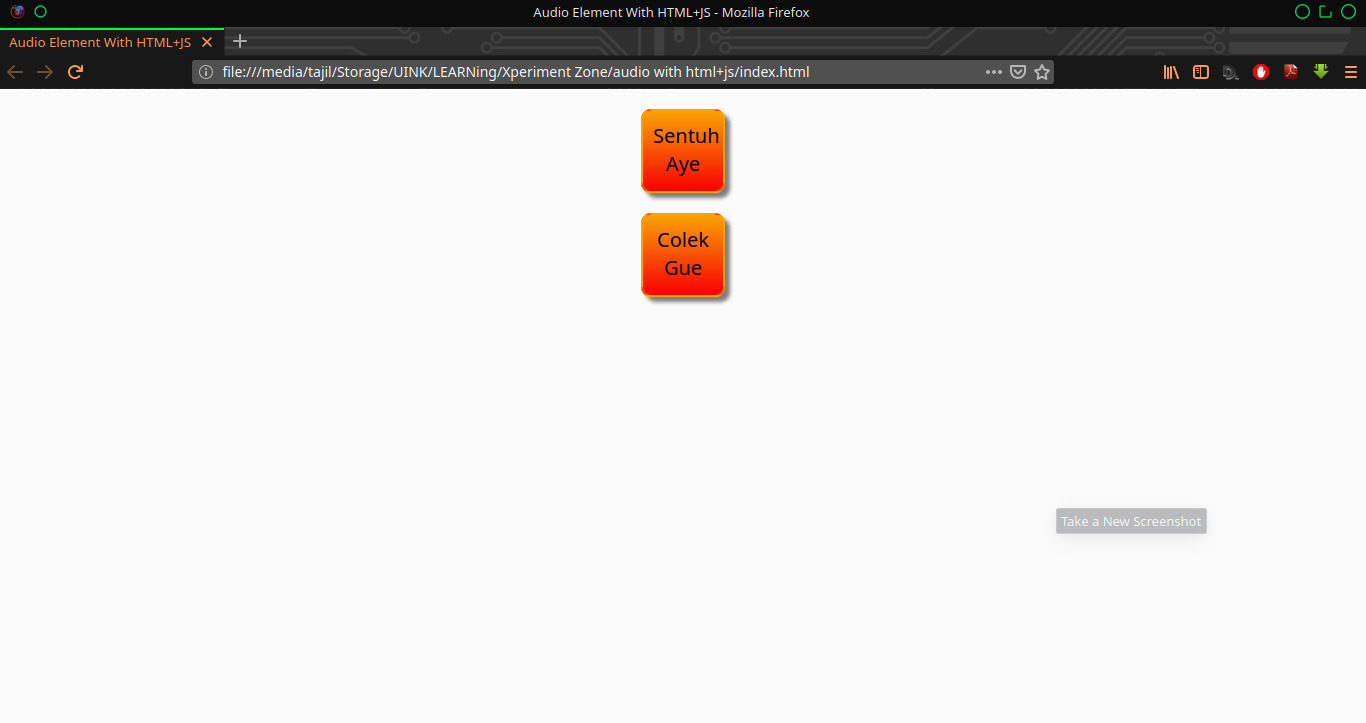 Audio Element With HTML+JS - Mozilla Firefox
Audio Element With HTML+JS
file:///media/tajil/Storage/UINK/LEARNing/Xperiment Zone/audio with html+js/index.html
Sentuh
Aye
Colek
Gue
Take a New Screenshot